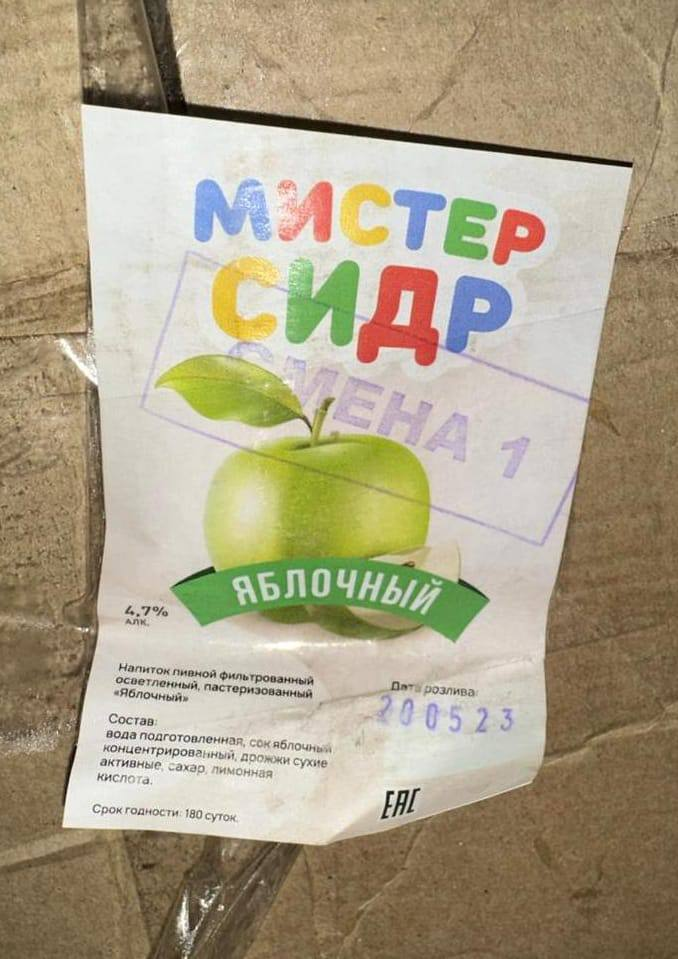 МИСТЕР
СИДР
СМЕНА 1
ЯБЛОЧНЫЙ
4,7%
АЛК.
Напиток пивной фильтрованный
осветленный, пастеризованный
«Яблочный»
Состав:
вода подготовленная, сок яблочный
концентрированный, дрожжи сухие
активные, сахар, лимонная
кислота.
Срок годности: 180 суток.
Дата розлива:
200523
ЕАС